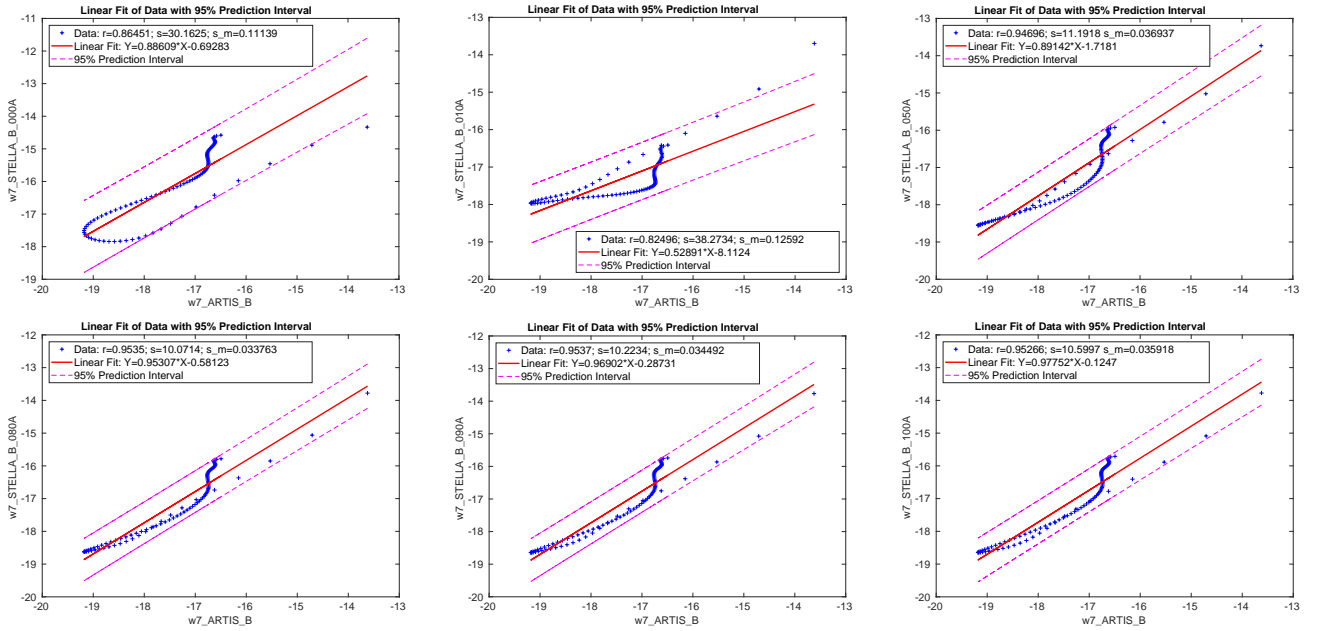 Linear Fit of Data with 95% Prediction Interval
-11
-12
-13
-14
-15
-16
-17
-18
-19
w7_STELLA_B_000A
Data: r=0.86451; s=30.1625; s_m=0.11139
Linear Fit: Y=0.88609*X-0.69283
95% Prediction Interval
-20
-19
-18
-17
-16
-15
-14
-13
w7_ARTIS_B
Linear Fit of Data with 95% Prediction Interval
-13
-14
-15
-16
-17
-18
-19
-20
w7_STELLA_B_010A
Data: r=0.82496; s=38.2734; s_m=0.12592
Linear Fit: Y=0.52891*X-8.1124
95% Prediction Interval
-20
-19
-18
-17
-16
-15
-14
-13
w7_ARTIS_B
Linear Fit of Data with 95% Prediction Interval
-13
-14
-15
-16
-17
-18
-19
-20
w7_STELLA_B_050A
Data: r=0.94696; s=11.1918 s_m=0.036937
Linear Fit: Y=0.89142*X-1.7181
95% Prediction Interval
-20
-19
-18
-17
-16
-15
-14
-13
w7_ARTIS_B
Linear Fit of Data with 95% Prediction Interval
-12
-13
-14
-15
-16
-17
-18
-19
-20
w7_STELLA_B_080A
Data: r=0.9535; s=10.0714; s_m=0.033763
Linear Fit: Y=0.95307*X-0.58123
95% Prediction Interval
-20
-19
-18
-17
-16
-15
-14
-13
w7_ARTIS_B
Linear Fit of Data with 95% Prediction Interval
-12
-13
-14
-15
-16
-17
-18
-19
-20
w7_STELLA_B_090A
Data: r=0.9537; s=10.2234; s_m=0.034492
Linear Fit: Y=0.96902*X-0.28731
95% Prediction Interval
-20
-19
-18
-17
-16
-15
-14
-13
w7_ARTIS_B
Linear Fit of Data with 95% Prediction Interval
-12
-13
-14
-15
-16
-17
-18
-19
-20
w7_STELLA_B_100A
Data: r=0.95266; s=10.5997; s_m=0.035918
Linear Fit: Y=0.97752*X-0.1247
95% Prediction Interval
-20
-19
-18
-17
-16
-15
-14
-13
w7_ARTIS_B